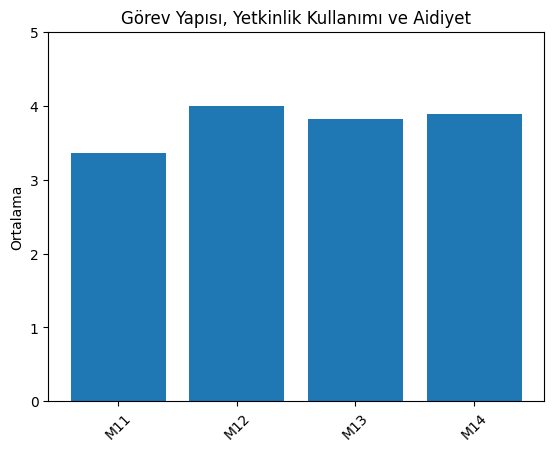 Görev Yapısı, Yetkinlik Kullanımı ve Aidiyet
5
4
3
2
1
0
Ortalama
M11 M12 M13 M14